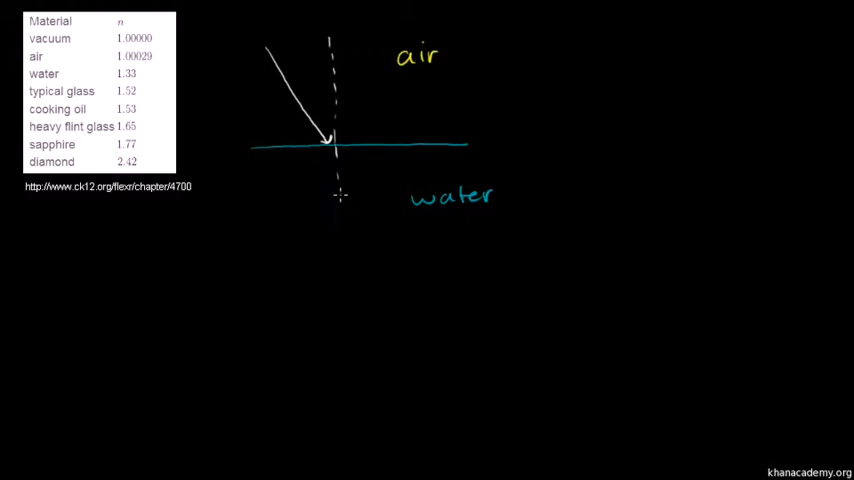 Material n
vacuum 1.00000
air 1.00029
water 1.33
typical glass 1.52
cooking oil 1.53
heavy flint glass 1.65
sapphire 1.77
diamond 2.42
http://www.ck12.org/flexr/chapter/4700
air
water
khanacademy.org